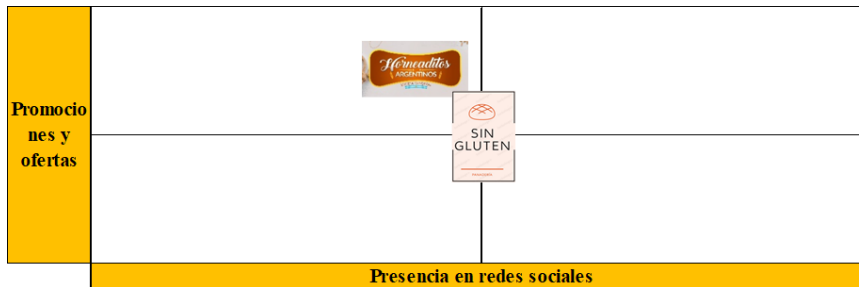 Horneaditos
ARGENTINOS
Promocio
nes y
ofertas
SIN
GLUTEN
Presencia en redes sociales